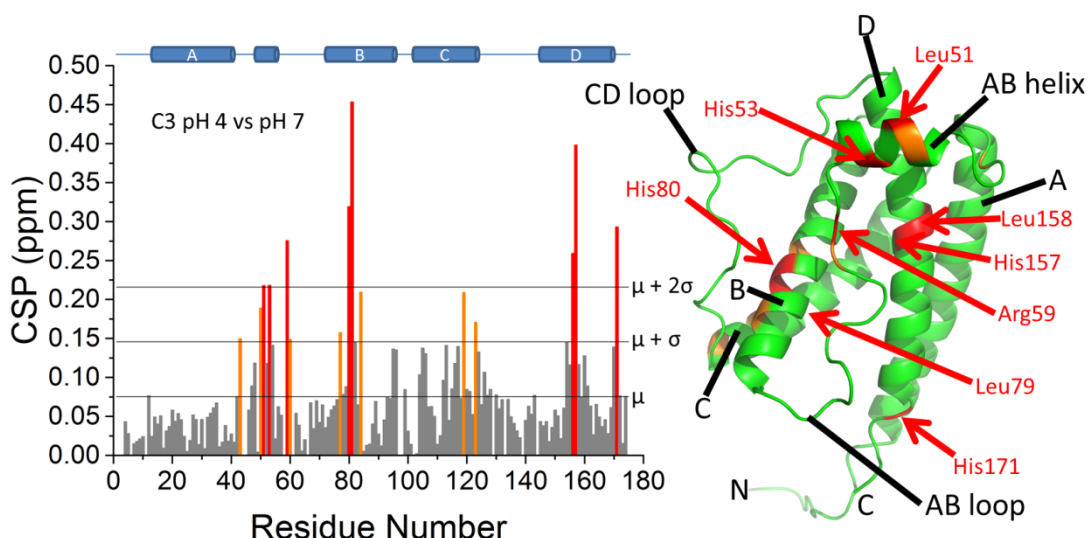 A B C D
0.50
0.45
0.40
0.35
0.30
0.25
0.20
0.15
0.10
0.05
0.00
CSP (ppm)
C3 pH 4 vs pH 7
μ + 2σ
μ + σ
μ
0 20 40 60 80 100 120 140 160 180
Residue Number
D
Leu51
AB helix
CD loop
His53
A
His80
Leu158
His157
B
Arg59
C
Leu79
His171
N
C
AB loop